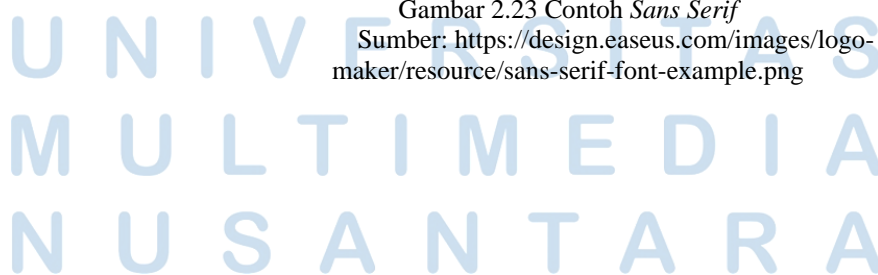 Gambar 2.23 Contoh Sans Serif
Sumber: https://design.easeus.com/images/logo-
maker/resource/sans-serif-font-example.png
UNIVERSITAS
MULTIMEDIA
NUSANTARA